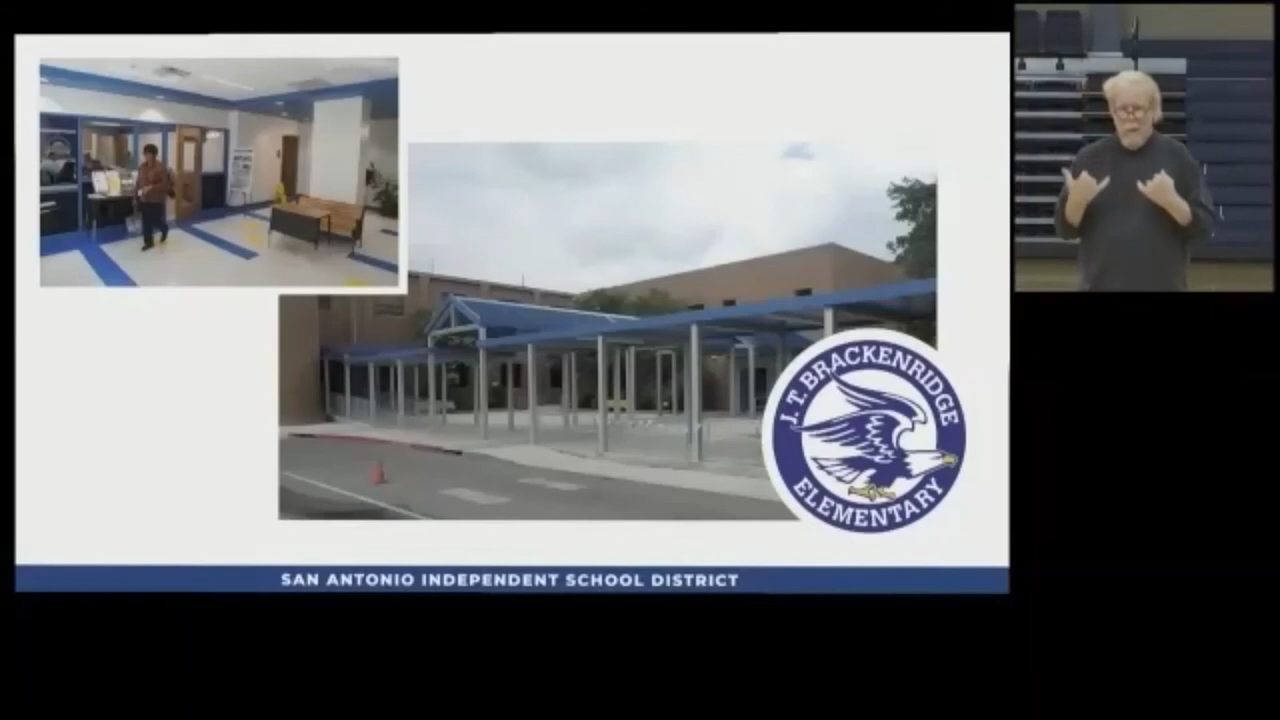 J. T. BRACKENRIDGE
ELEMENTARY
SAN ANTONIO INDEPENDENT SCHOOL DISTRICT